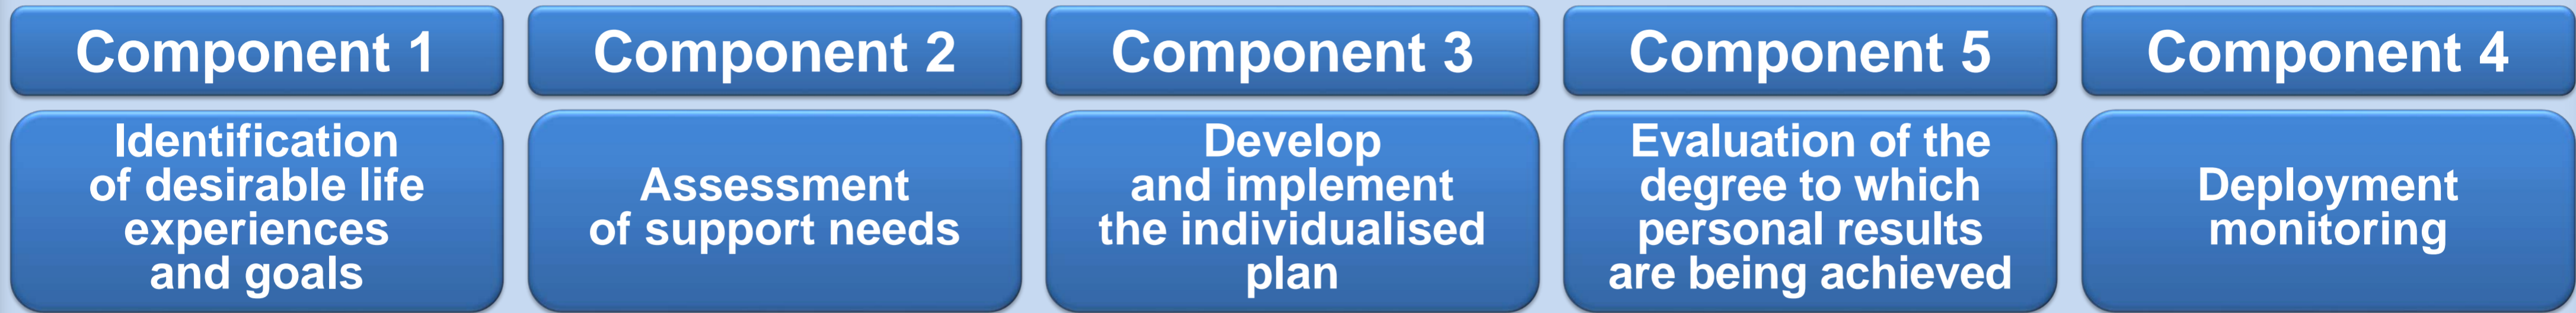 Component 1
Component 2
Component 3
Component 5
Component 4
Identification
of desirable life
experiences
and goals
Assessment
of support needs
Develop
and implement
the individualised
plan
Evaluation of the
degree to which
personal results
are being achieved
Deployment
monitoring